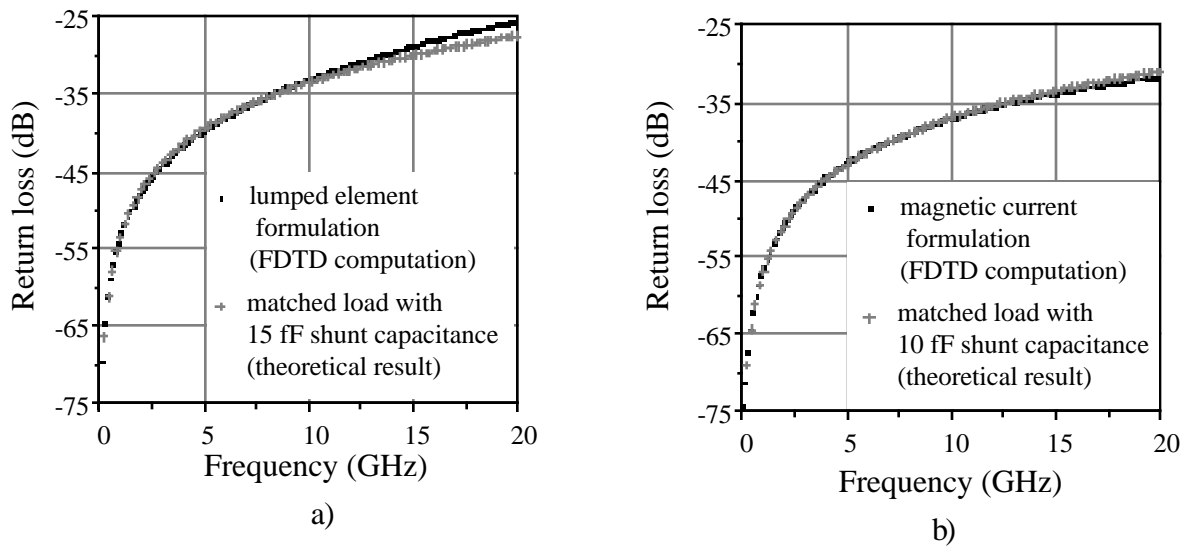 -25
-35
-45
-55
-65
-75
Return loss (dB)
lumped element
formulation
(FDTD computation)
matched load with
15 fF shunt capacitance
(theoretical result)
0 5 10 15 20
Frequency (GHz)
a)
-25
-35
-45
-55
-65
-75
Return loss (dB)
magnetic current
formulation
(FDTD computation)
matched load with
10 fF shunt capacitance
(theoretical result)
0 5 10 15 20
Frequency (GHz)
b)